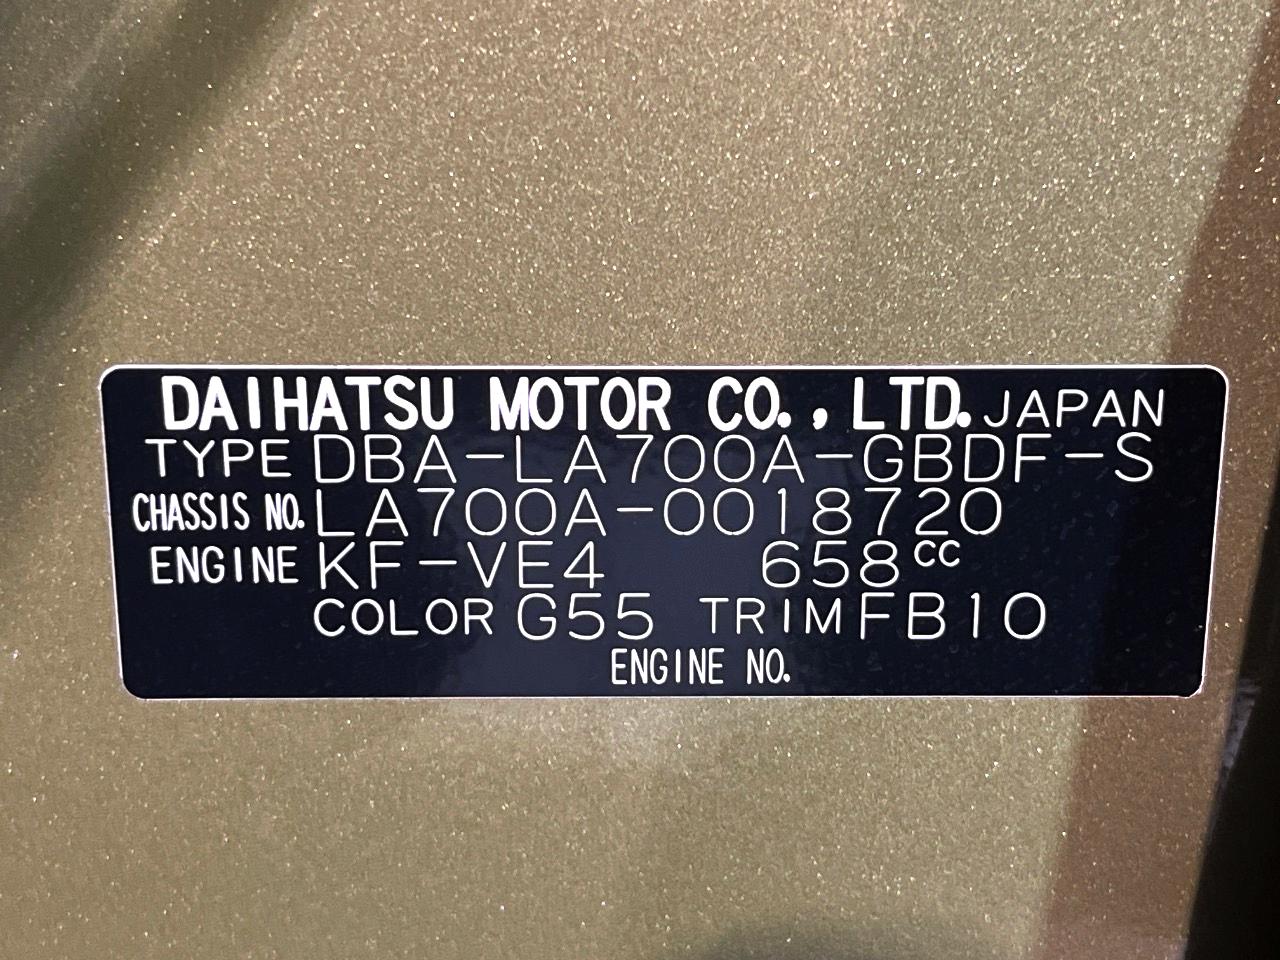 DAIHATSU MOTOR CO., LTD. JAPAN
TYPE DBA-LA700A-GBDF-S
CHASSIS NO. LA700A-0018720
ENGINE KF-VE4 658CC
COLOR G55 TRIM FB10
ENGINE NO.